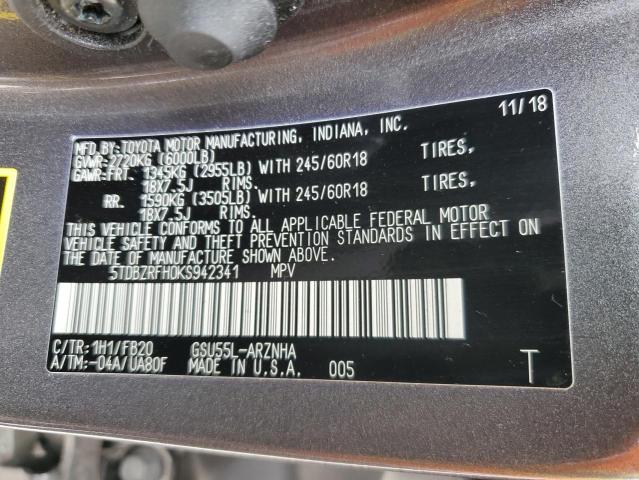 11/18
MFD.BY:TOYOTA MOTOR MANUFACTURING, INDIANA, INC.
GVWR-2720KG (6000LB)
GAWR-FRT. 1345KG (2955LB) WITH 245/60R18 TIRES,
18X7.5J RIMS.
RR. 1590KG (3505LB) WITH 245/60R18 TIRES,
18X7.5J RIMS.
THIS VEHICLE CONFORMS TO ALL APPLICABLE FEDERAL MOTOR
VEHICLE SAFETY AND THEFT PREVENTION STANDARDS IN EFFECT ON
THE DATE OF MANUFACTURE SHOWN ABOVE.
5TDBZRFH0KS942341 MPV
C/TR: 1H1/FB20 GSU55L-ARZNHA
A/TM:-04A/UA80F MADE IN U.S.A. 005 T